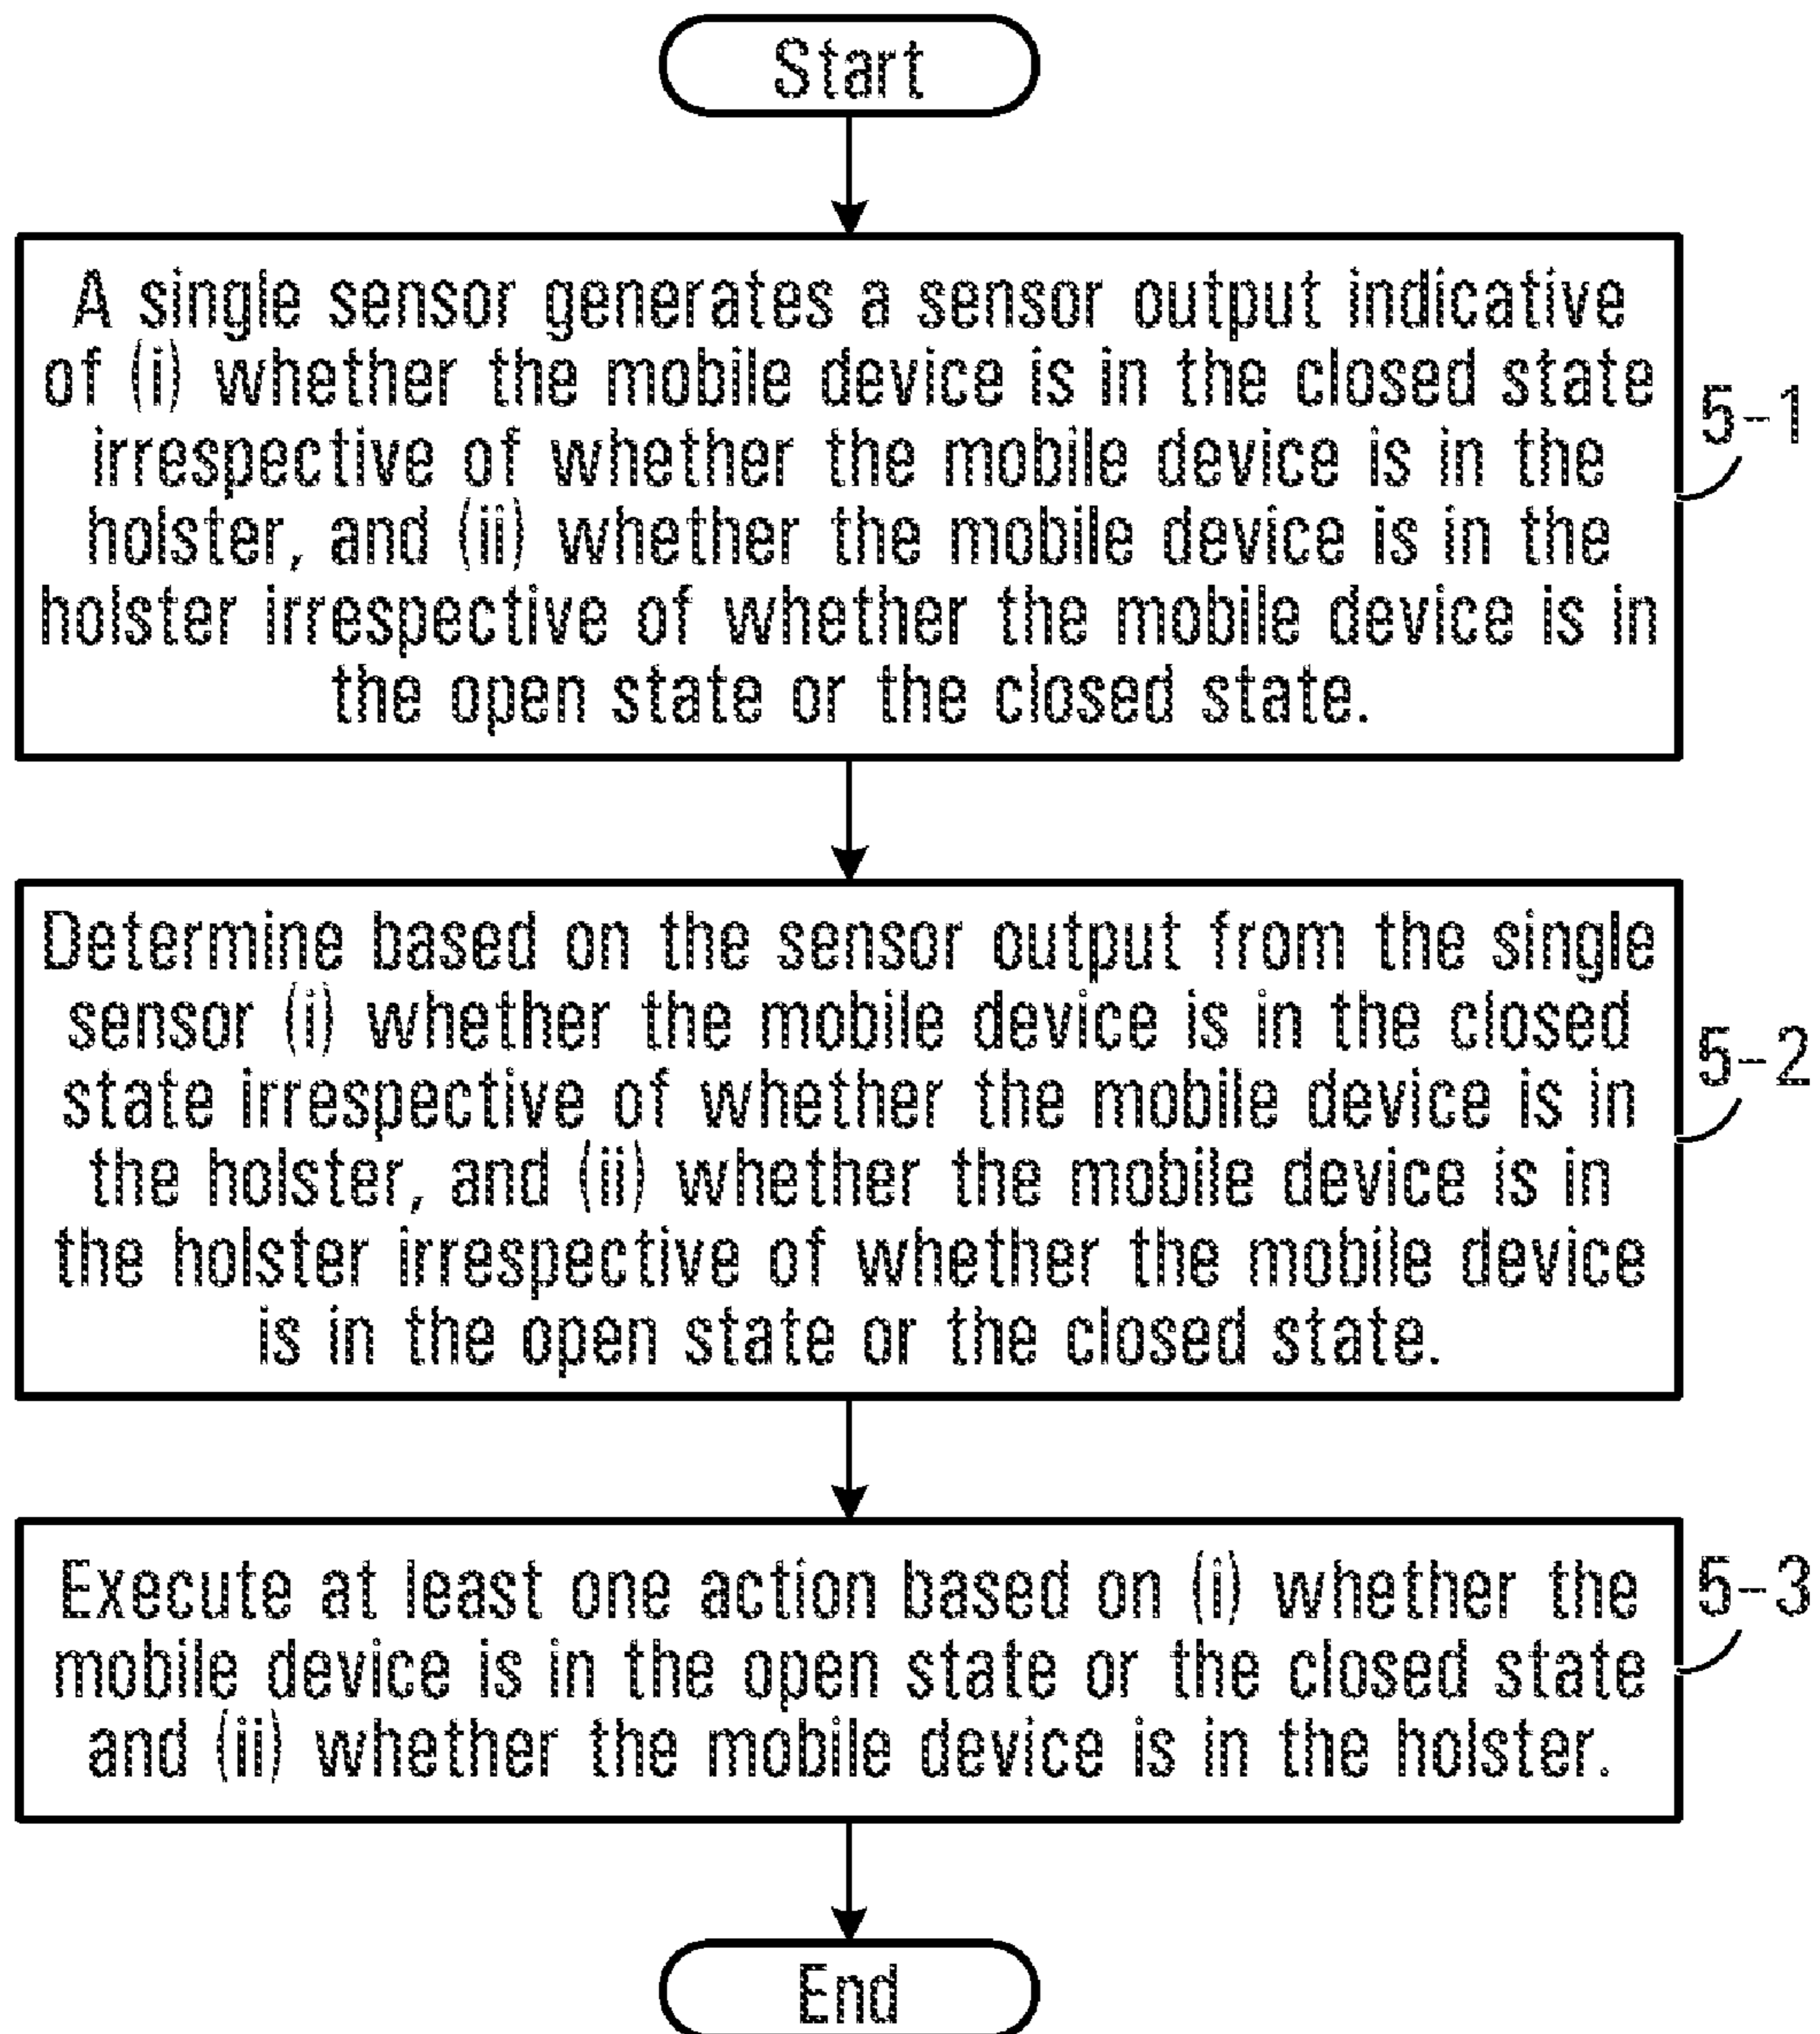 Start
A single sensor generates a sensor output indicative
of (i) whether the mobile device is in the closed state
irrespective of whether the mobile device is in the
holster, and (ii) whether the mobile device is in the
holster irrespective of whether the mobile device is in
the open state or the closed state.
5-1
Determine based on the sensor output from the single
sensor (i) whether the mobile device is in the closed
state irrespective of whether the mobile device is in
the holster, and (ii) whether the mobile device is in
the holster irrespective of whether the mobile device
is in the open state or the closed state.
5-2
Execute at least one action based on (i) whether the
mobile device is in the open state or the closed state
and (ii) whether the mobile device is in the holster.
5-3
End